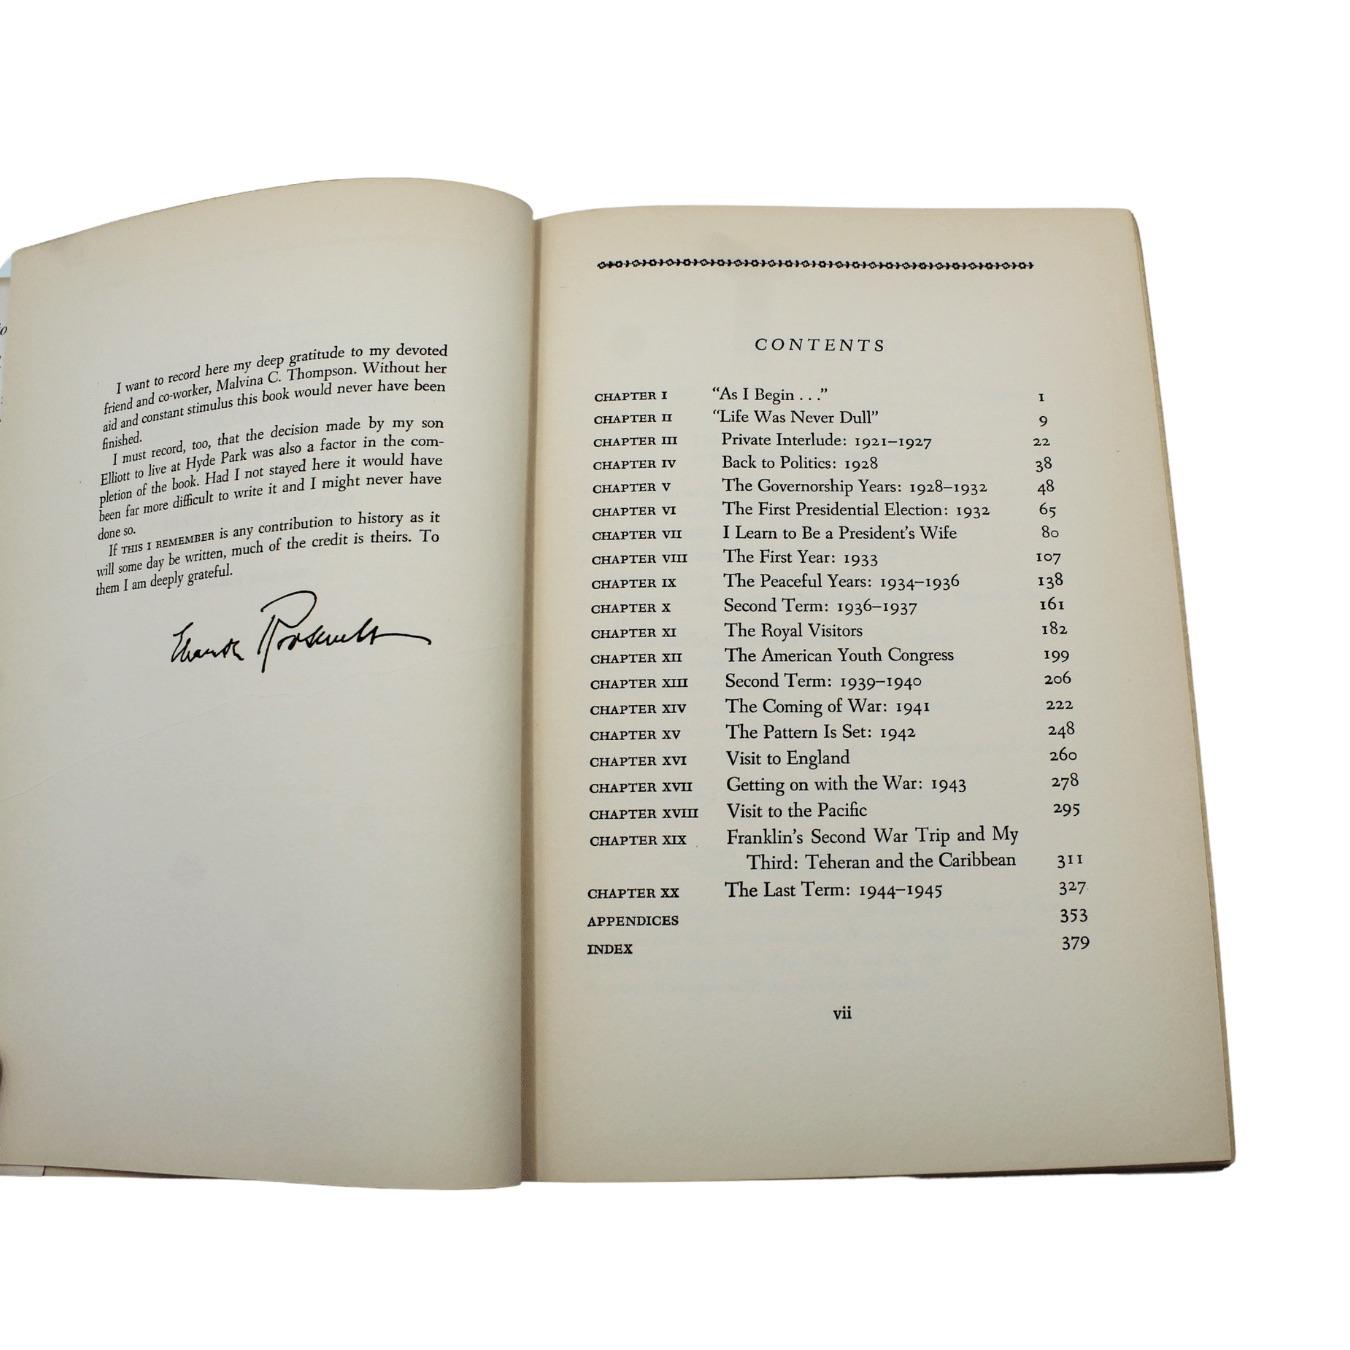 I want to record here my deep gratitude to my devoted
friend and co-worker, Malvina C. Thompson. Without her
aid and constant stimulus this book would never have been
finished.
I must record, too, that the decision made by my son
Elliott to live at Hyde Park was also a factor in the com-
pletion of the book. Had I not stayed here it would have
been far more difficult to write it and I might never have
done so.
If THIS I REMEMBER is any contribution to history as it
will some day be written, much of the credit is theirs. To
them I am deeply grateful.
Eleanor Roosevelt
CONTENTS
CHAPTER I "As I Begin . . ." 1
CHAPTER II "Life Was Never Dull" 9
CHAPTER III Private Interlude: 1921–1927 22
CHAPTER IV Back to Politics: 1928 38
CHAPTER V The Governorship Years: 1928–1932 48
CHAPTER VI The First Presidential Election: 1932 65
CHAPTER VII I Learn to Be a President's Wife 80
CHAPTER VIII The First Year: 1933 107
CHAPTER IX The Peaceful Years: 1934–1936 138
CHAPTER X Second Term: 1936–1937 161
CHAPTER XI The Royal Visitors 182
CHAPTER XII The American Youth Congress 199
CHAPTER XIII Second Term: 1939–1940 206
CHAPTER XIV The Coming of War: 1941 222
CHAPTER XV The Pattern Is Set: 1942 248
CHAPTER XVI Visit to England 260
CHAPTER XVII Getting on with the War: 1943 278
CHAPTER XVIII Visit to the Pacific 295
CHAPTER XIX Franklin's Second War Trip and My
Third: Teheran and the Caribbean 311
CHAPTER XX The Last Term: 1944–1945 327
APPENDICES 353
INDEX 379
vii